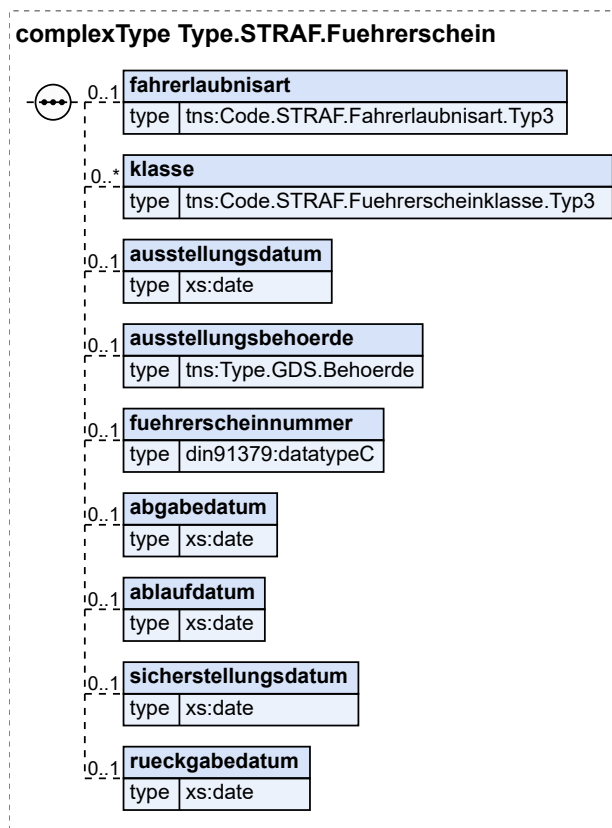 complexType Type.STRAF.Fuehrerschein
0..1 fahrerlaubnisart
type tns:Code.STRAF.Fahrerlaubnisart.Typ3
0..* klasse
type tns:Code.STRAF.Fuehrerscheinklasse.Typ3
0..1 ausstellungsdatum
type xs:date
0..1 ausstellungsbehoerde
type tns:Type.GDS.Behoerde
0..1 fuehrerscheinnummer
type din91379:datatypeC
0..1 abgabedatum
type xs:date
0..1 ablaufdatum
type xs:date
0..1 sicherstellungsdatum
type xs:date
0..1 rueckgabedatum
type xs:date